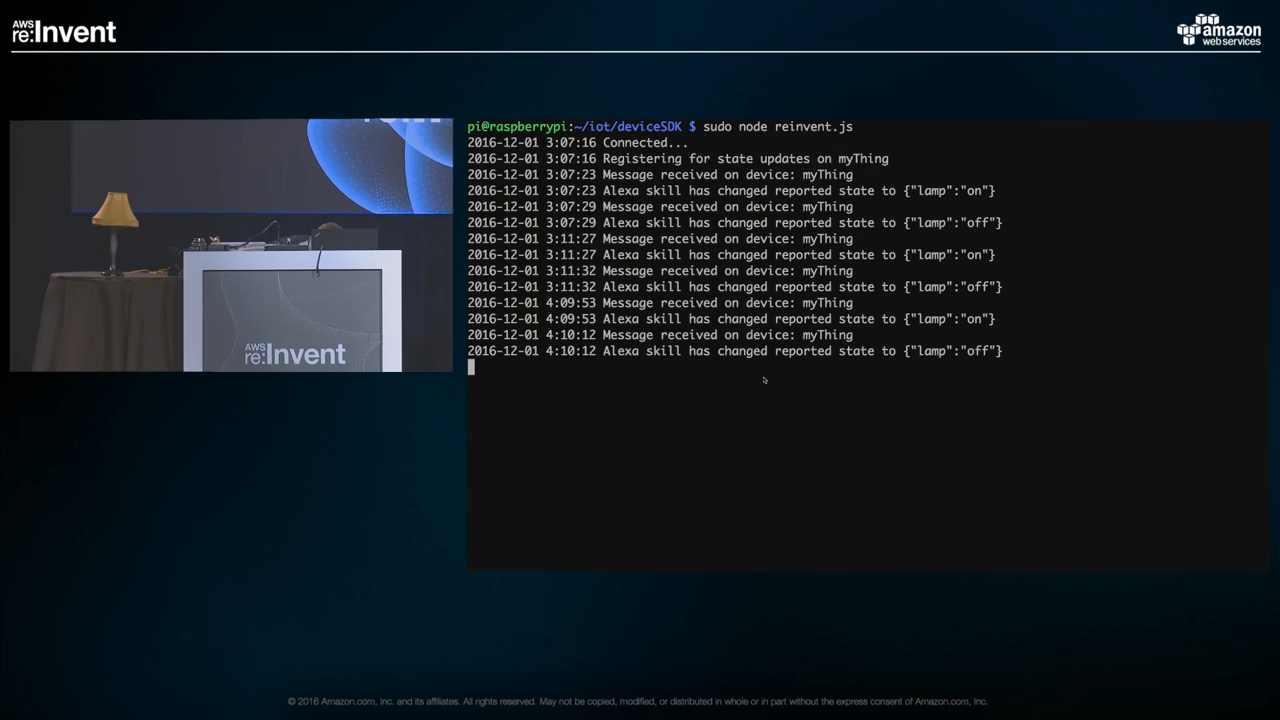 AWS
re:Invent
amazon
web services
pi@raspberrypi:~/iot/deviceSDK $ sudo node reinvent.js
2016-12-01 3:07:16 Connected...
2016-12-01 3:07:16 Registering for state updates on myThing
2016-12-01 3:07:23 Message received on device: myThing
2016-12-01 3:07:23 Alexa skill has changed reported state to {"lamp":"on"}
2016-12-01 3:07:29 Message received on device: myThing
2016-12-01 3:07:29 Alexa skill has changed reported state to {"lamp":"off"}
2016-12-01 3:11:27 Message received on device: myThing
2016-12-01 3:11:27 Alexa skill has changed reported state to {"lamp":"on"}
2016-12-01 3:11:32 Message received on device: myThing
2016-12-01 3:11:32 Alexa skill has changed reported state to {"lamp":"off"}
2016-12-01 4:09:53 Message received on device: myThing
2016-12-01 4:09:53 Alexa skill has changed reported state to {"lamp":"on"}
2016-12-01 4:10:12 Message received on device: myThing
2016-12-01 4:10:12 Alexa skill has changed reported state to {"lamp":"off"}
AWS
re:Invent
© 2016 Amazon.com, Inc. and its affiliates. All rights reserved. May not be copied, modified, or distributed in whole or in part without the express consent of Amazon.com, Inc.